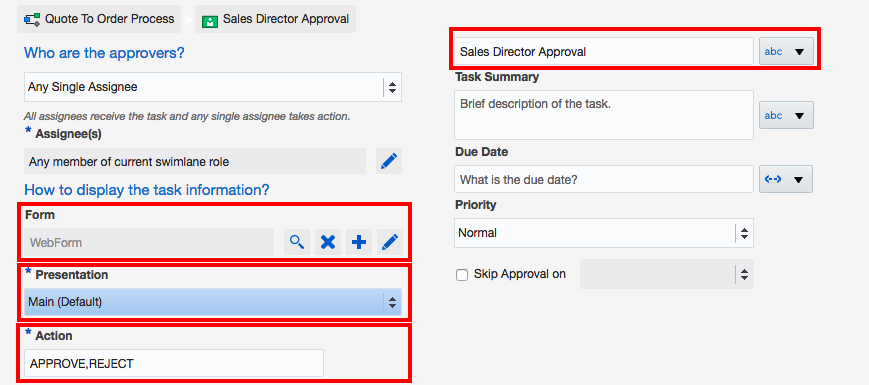 Quote To Order Process > Sales Director Approval
Who are the approvers?
Any Single Assignee
All assignees receive the task and any single assignee takes action.
* Assignee(s)
Any member of current swimlane role
How to display the task information?
Form
WebForm
* Presentation
Main (Default)
* Action
APPROVE,REJECT
Sales Director Approval abc
Task Summary
Brief description of the task. abc
Due Date
What is the due date?
Priority
Normal
Skip Approval on